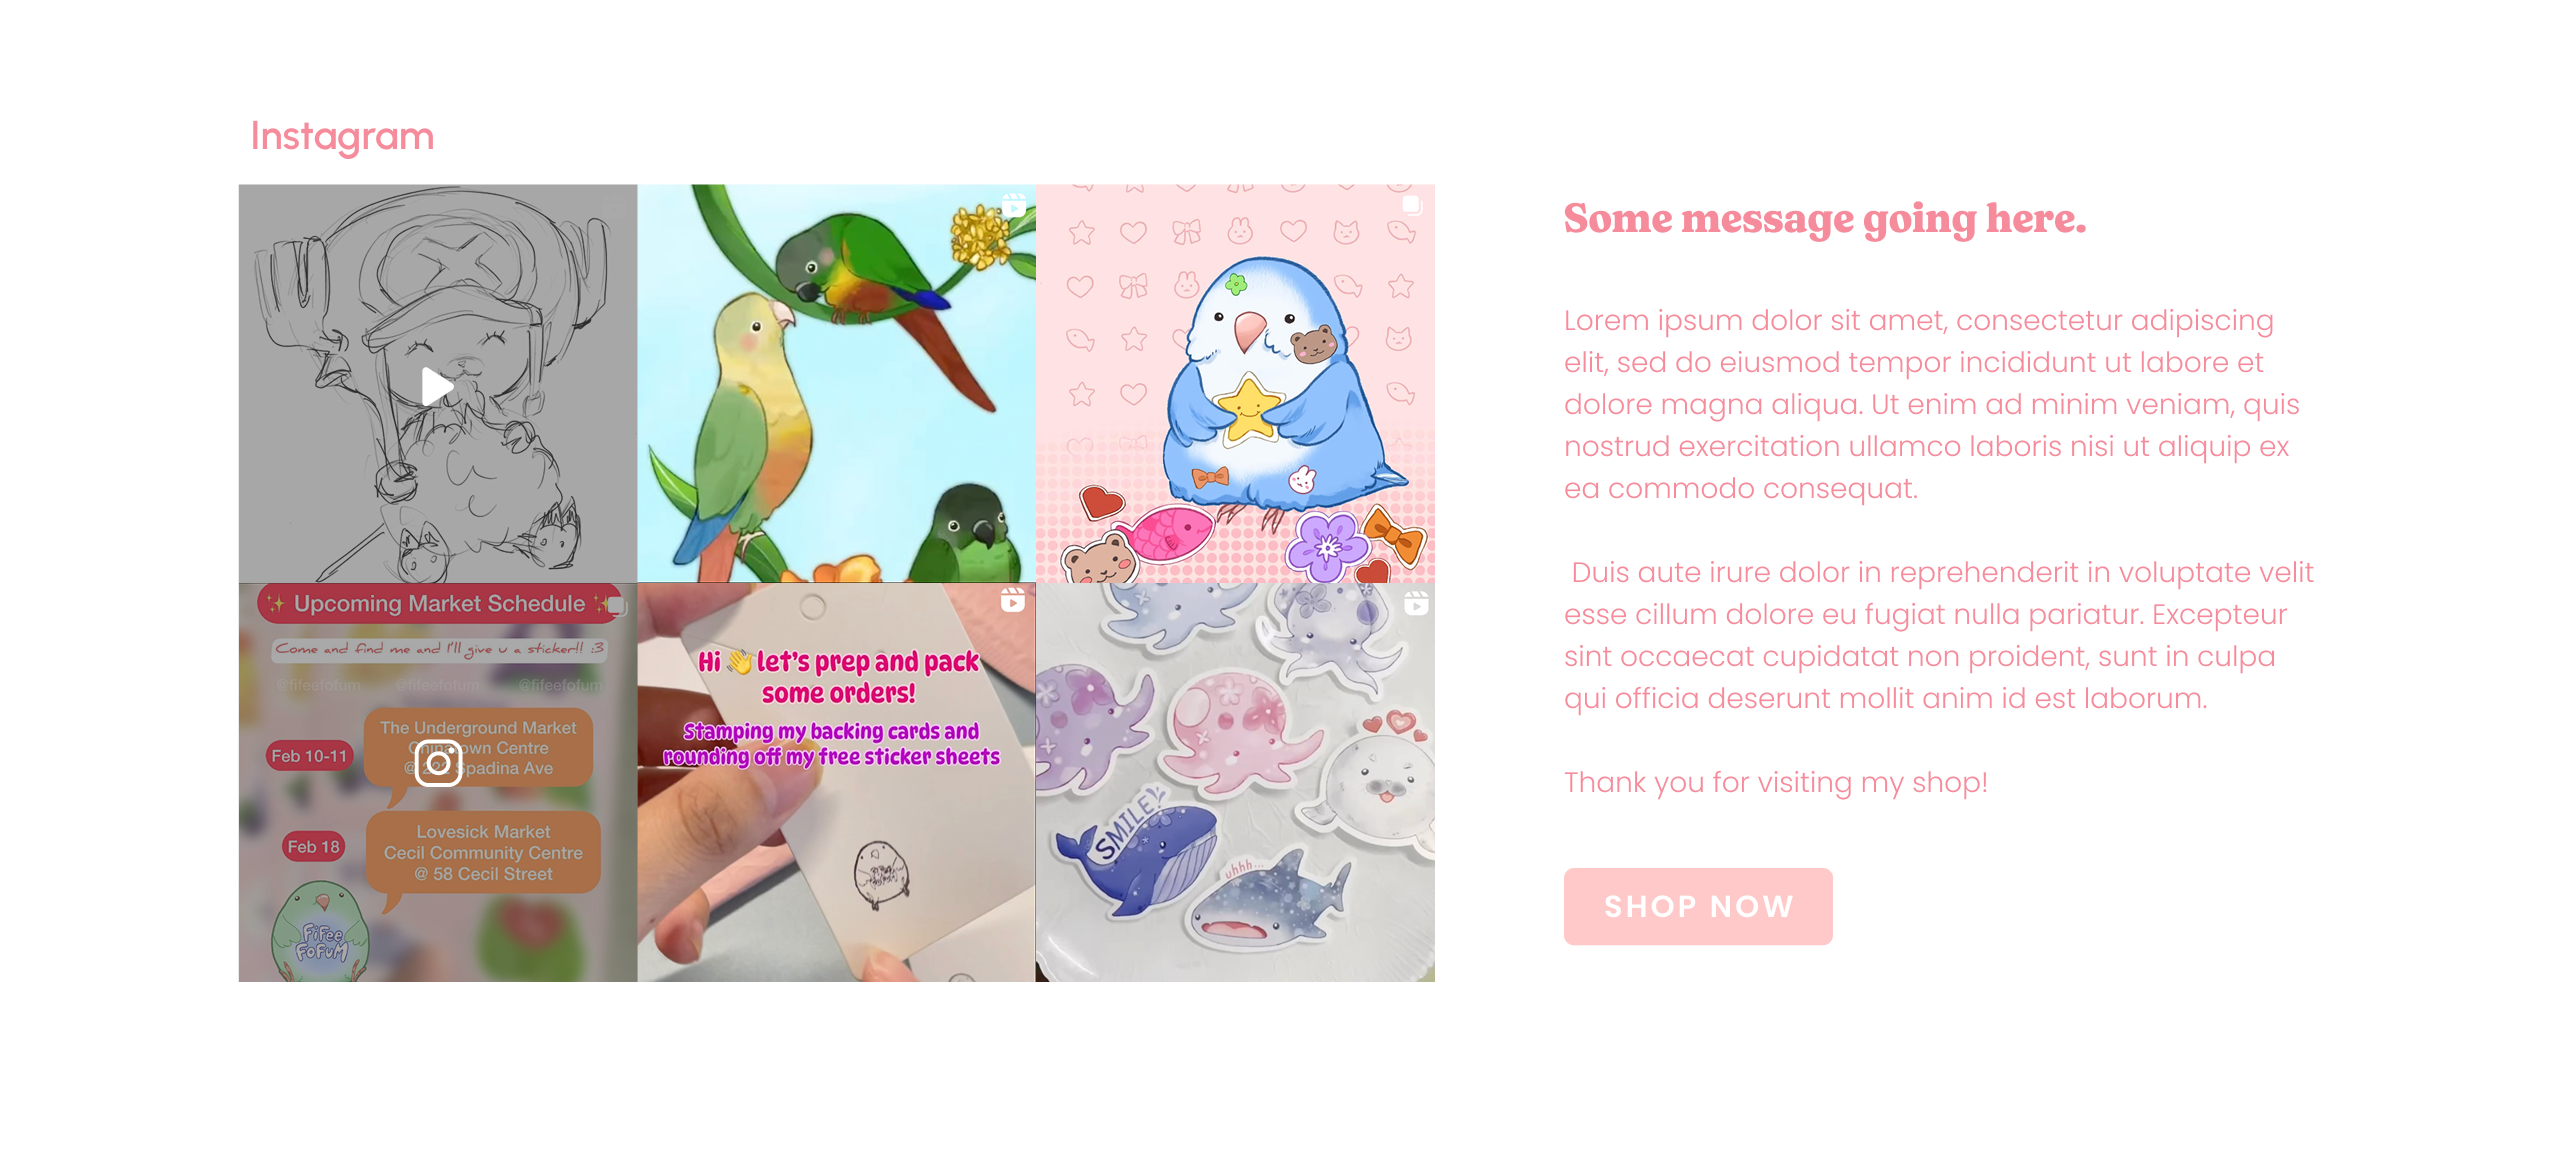 Instagram
✨ Upcoming Market Schedule ✨
Come and find me and I'll give u a sticker!! :3
@fifeefofum @fifeefofum @fifeefofum
Feb 10-11
The Underground Market
Chinatown Centre
@ 222 Spadina Ave
Feb 18
Lovesick Market
Cecil Community Centre
@ 58 Cecil Street
FiFee
FoFuM
Hi 👋 let's prep and pack
some orders!
Stamping my backing cards and
rounding off my free sticker sheets
SMILE!
uhhh...
Some message going here.
Lorem ipsum dolor sit amet, consectetur adipiscing
elit, sed do eiusmod tempor incididunt ut labore et
dolore magna aliqua. Ut enim ad minim veniam, quis
nostrud exercitation ullamco laboris nisi ut aliquip ex
ea commodo consequat.
Duis aute irure dolor in reprehenderit in voluptate velit
esse cillum dolore eu fugiat nulla pariatur. Excepteur
sint occaecat cupidatat non proident, sunt in culpa
qui officia deserunt mollit anim id est laborum.
Thank you for visiting my shop!
SHOP NOW